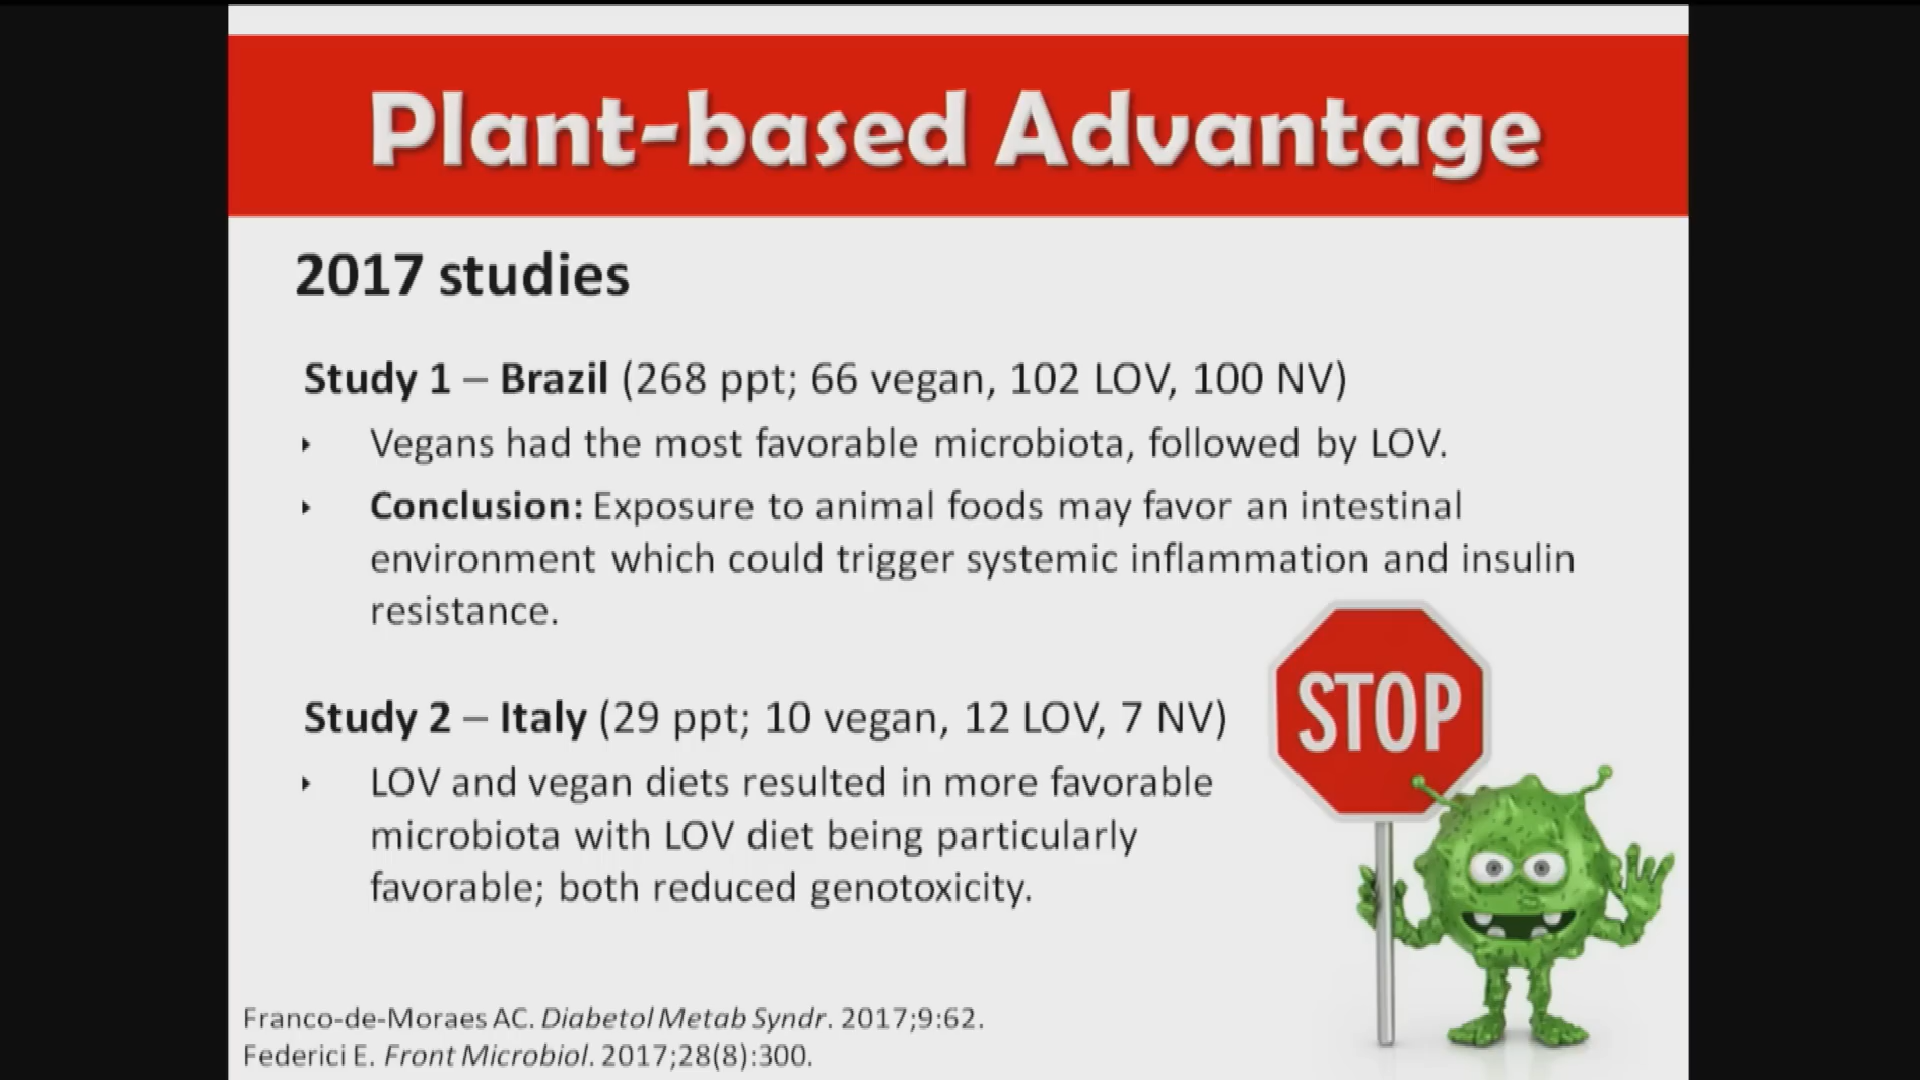 Plant-based Advantage
2017 studies
Study 1 – Brazil (268 ppt; 66 vegan, 102 LOV, 100 NV)
Vegans had the most favorable microbiota, followed by LOV.
Conclusion: Exposure to animal foods may favor an intestinal
environment which could trigger systemic inflammation and insulin
resistance.
Study 2 – Italy (29 ppt; 10 vegan, 12 LOV, 7 NV)
LOV and vegan diets resulted in more favorable
microbiota with LOV diet being particularly
favorable; both reduced genotoxicity.
STOP
Franco-de-Moraes AC. Diabetol Metab Syndr. 2017;9:62.
Federici E. Front Microbiol. 2017;28(8):300.